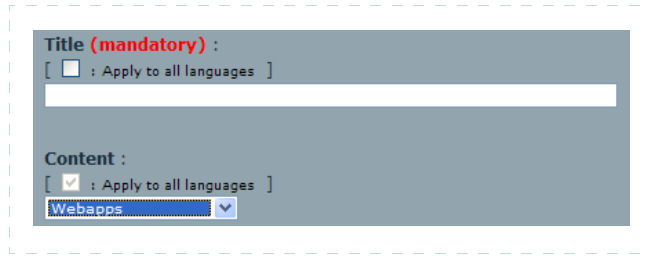 Title (mandatory) :
[ : Apply to all languages ]
Content :
[ : Apply to all languages ]
Webapps